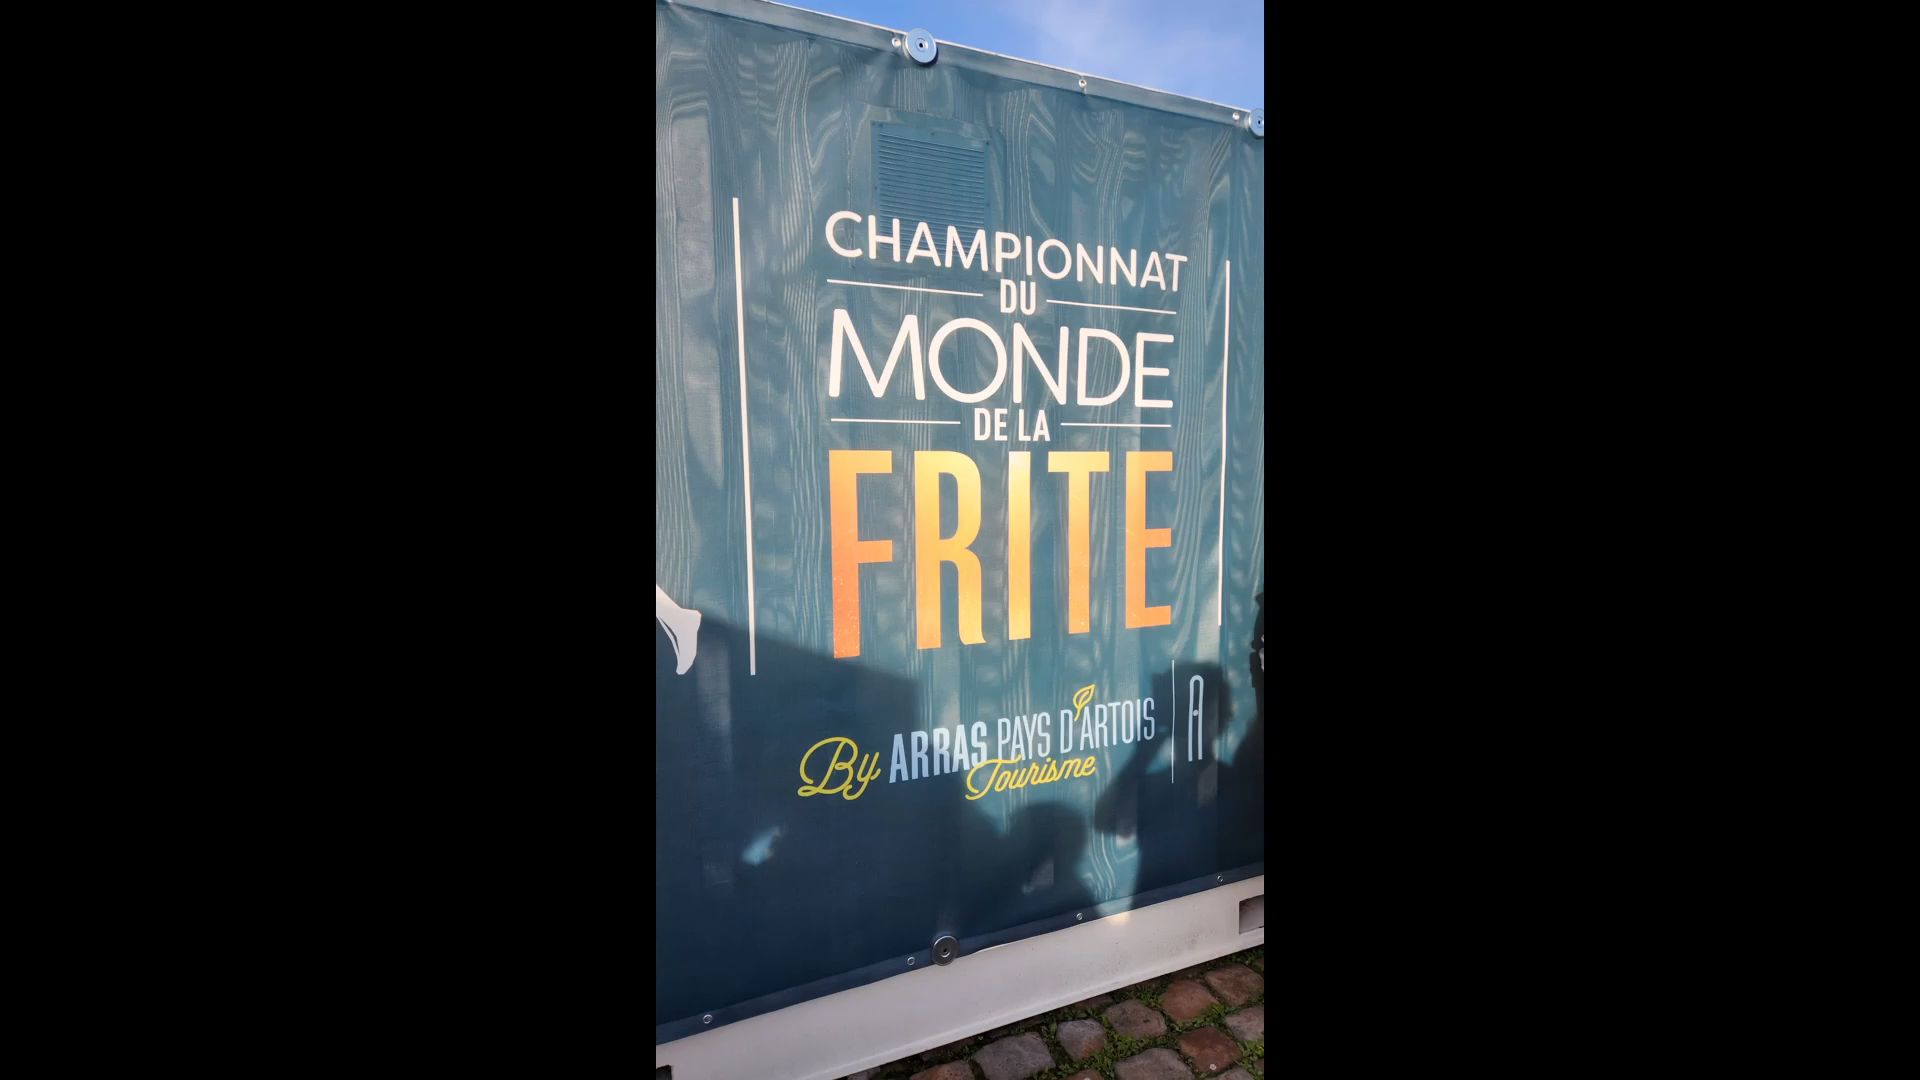 CHAMPIONNAT
DU
MONDE
DE LA
FRITE
By ARRAS PAYS D'ARTOIS
Tourisme